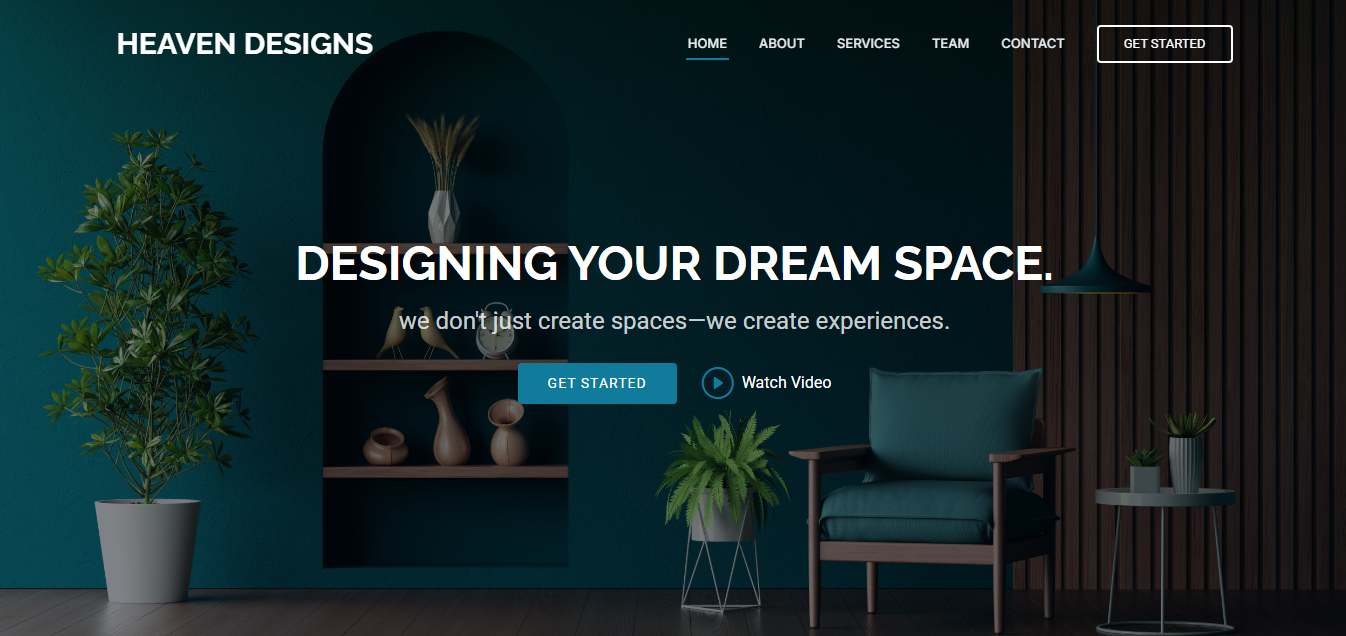 HEAVEN DESIGNS
HOME ABOUT SERVICES TEAM CONTACT GET STARTED
DESIGNING YOUR DREAM SPACE.
we don't just create spaces—we create experiences.
GET STARTED Watch Video